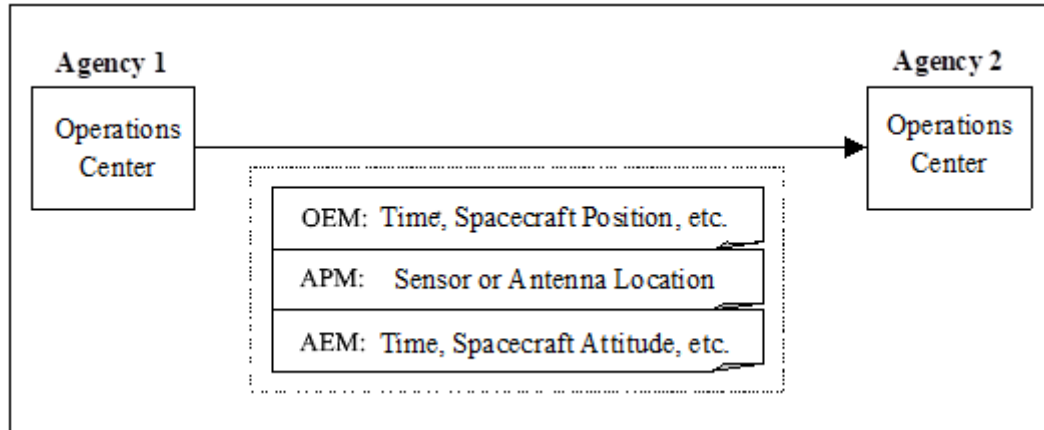 Agency 1
Agency 2
Operations
Center
Operations
Center
OEM: Time, Spacecraft Position, etc.
APM: Sensor or Antenna Location
AEM: Time, Spacecraft Attitude, etc.